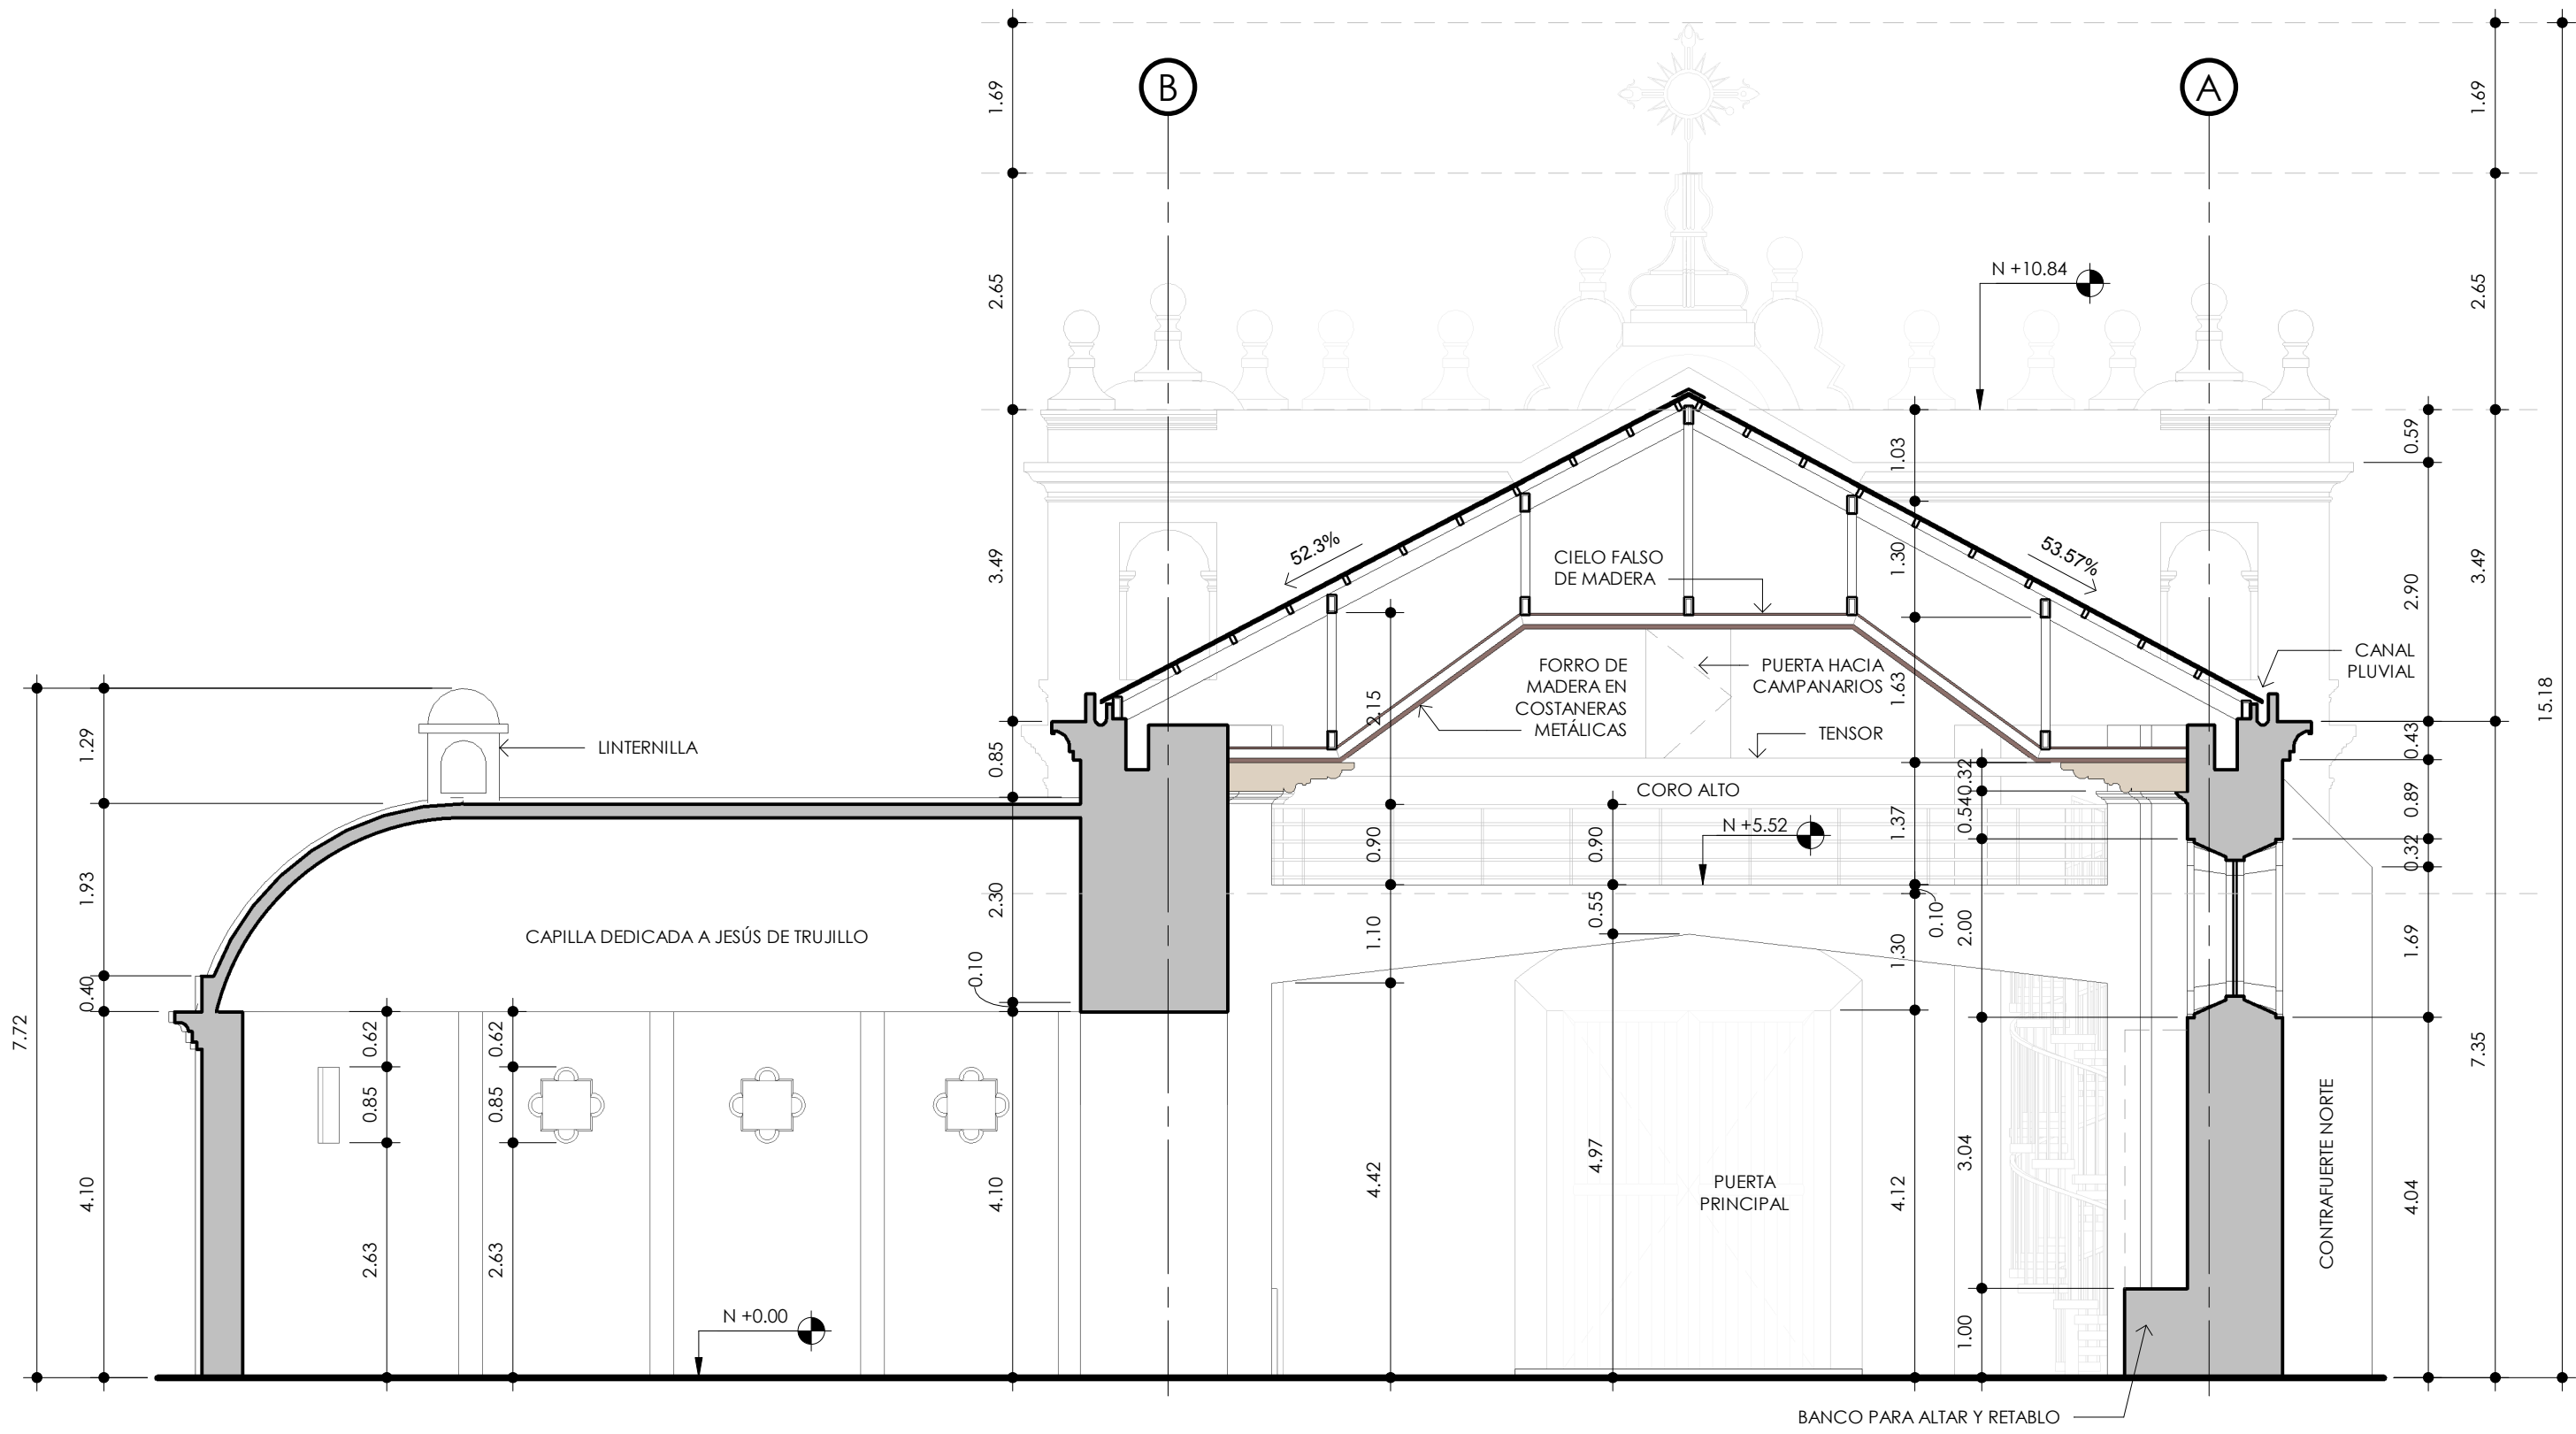 B
A
1.69
1.69
N +10.84
2.65
2.65
0.59
1.03
52.3%
53.57%
CIELO FALSO
DE MADERA
3.49
1.30
2.90
3.49
FORRO DE
MADERA EN
COSTANERAS
METÁLICAS
PUERTA HACIA
CAMPANARIOS
CANAL
PLUVIAL
2.15
1.63
15.18
1.29
LINTERNILLA
0.85
TENSOR
0.43
CORO ALTO
0.32
0.54
0.89
N +5.52
0.90
0.90
1.37
0.32
1.93
2.30
CAPILLA DEDICADA A JESÚS DE TRUJILLO
0.55
1.10
0.10
1.30
2.00
1.69
0.10
0.40
7.72
0.62
0.62
7.35
0.85
0.85
4.10
4.10
4.42
4.97
PUERTA
PRINCIPAL
4.12
3.04
4.04
CONTRAFUERTE NORTE
2.63
2.63
N +0.00
1.00
BANCO PARA ALTAR Y RETABLO